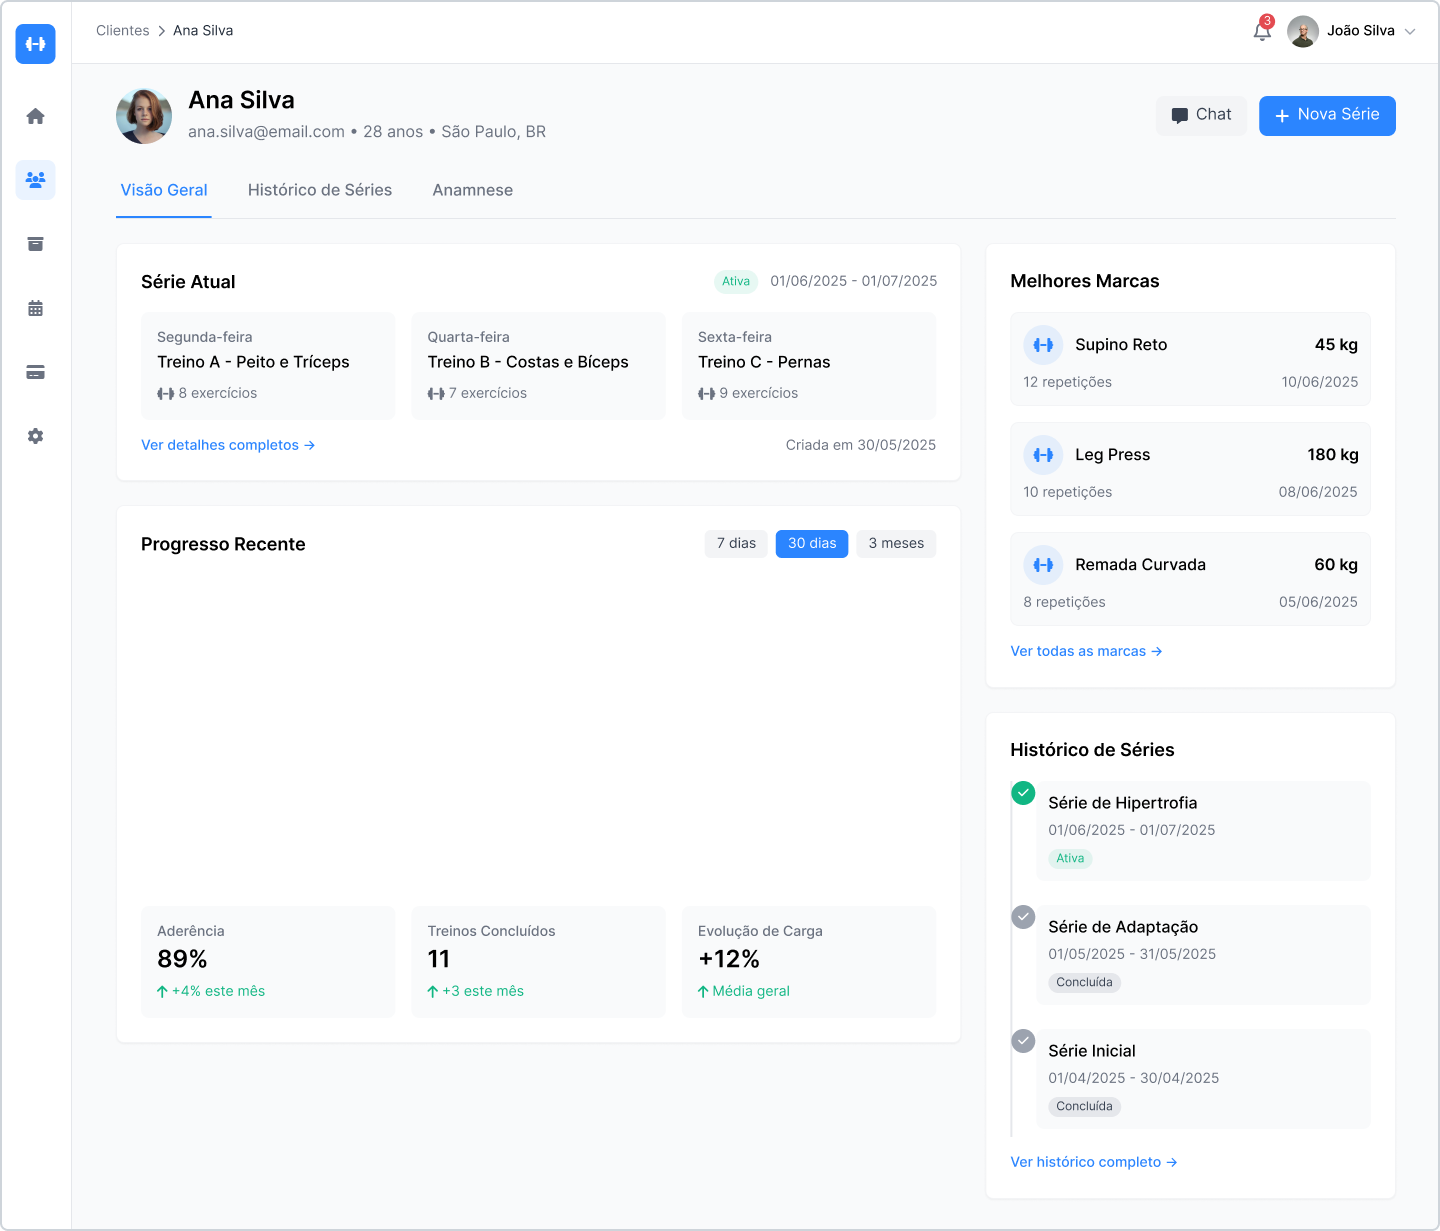 Clientes > Ana Silva
3
João Silva
Ana Silva
ana.silva@email.com • 28 anos • São Paulo, BR
Chat
+ Nova Série
Visão Geral
Histórico de Séries
Anamnese
Série Atual
Ativa
01/06/2025 - 01/07/2025
Segunda-feira
Treino A - Peito e Tríceps
8 exercícios
Quarta-feira
Treino B - Costas e Bíceps
7 exercícios
Sexta-feira
Treino C - Pernas
9 exercícios
Ver detalhes completos →
Criada em 30/05/2025
Progresso Recente
7 dias
30 dias
3 meses
Aderência
89%
↑ +4% este mês
Treinos Concluídos
11
↑ +3 este mês
Evolução de Carga
+12%
↑ Média geral
Melhores Marcas
Supino Reto
45 kg
12 repetições
10/06/2025
Leg Press
180 kg
10 repetições
08/06/2025
Remada Curvada
60 kg
8 repetições
05/06/2025
Ver todas as marcas →
Histórico de Séries
Série de Hipertrofia
01/06/2025 - 01/07/2025
Ativa
Série de Adaptação
01/05/2025 - 31/05/2025
Concluída
Série Inicial
01/04/2025 - 30/04/2025
Concluída
Ver histórico completo →